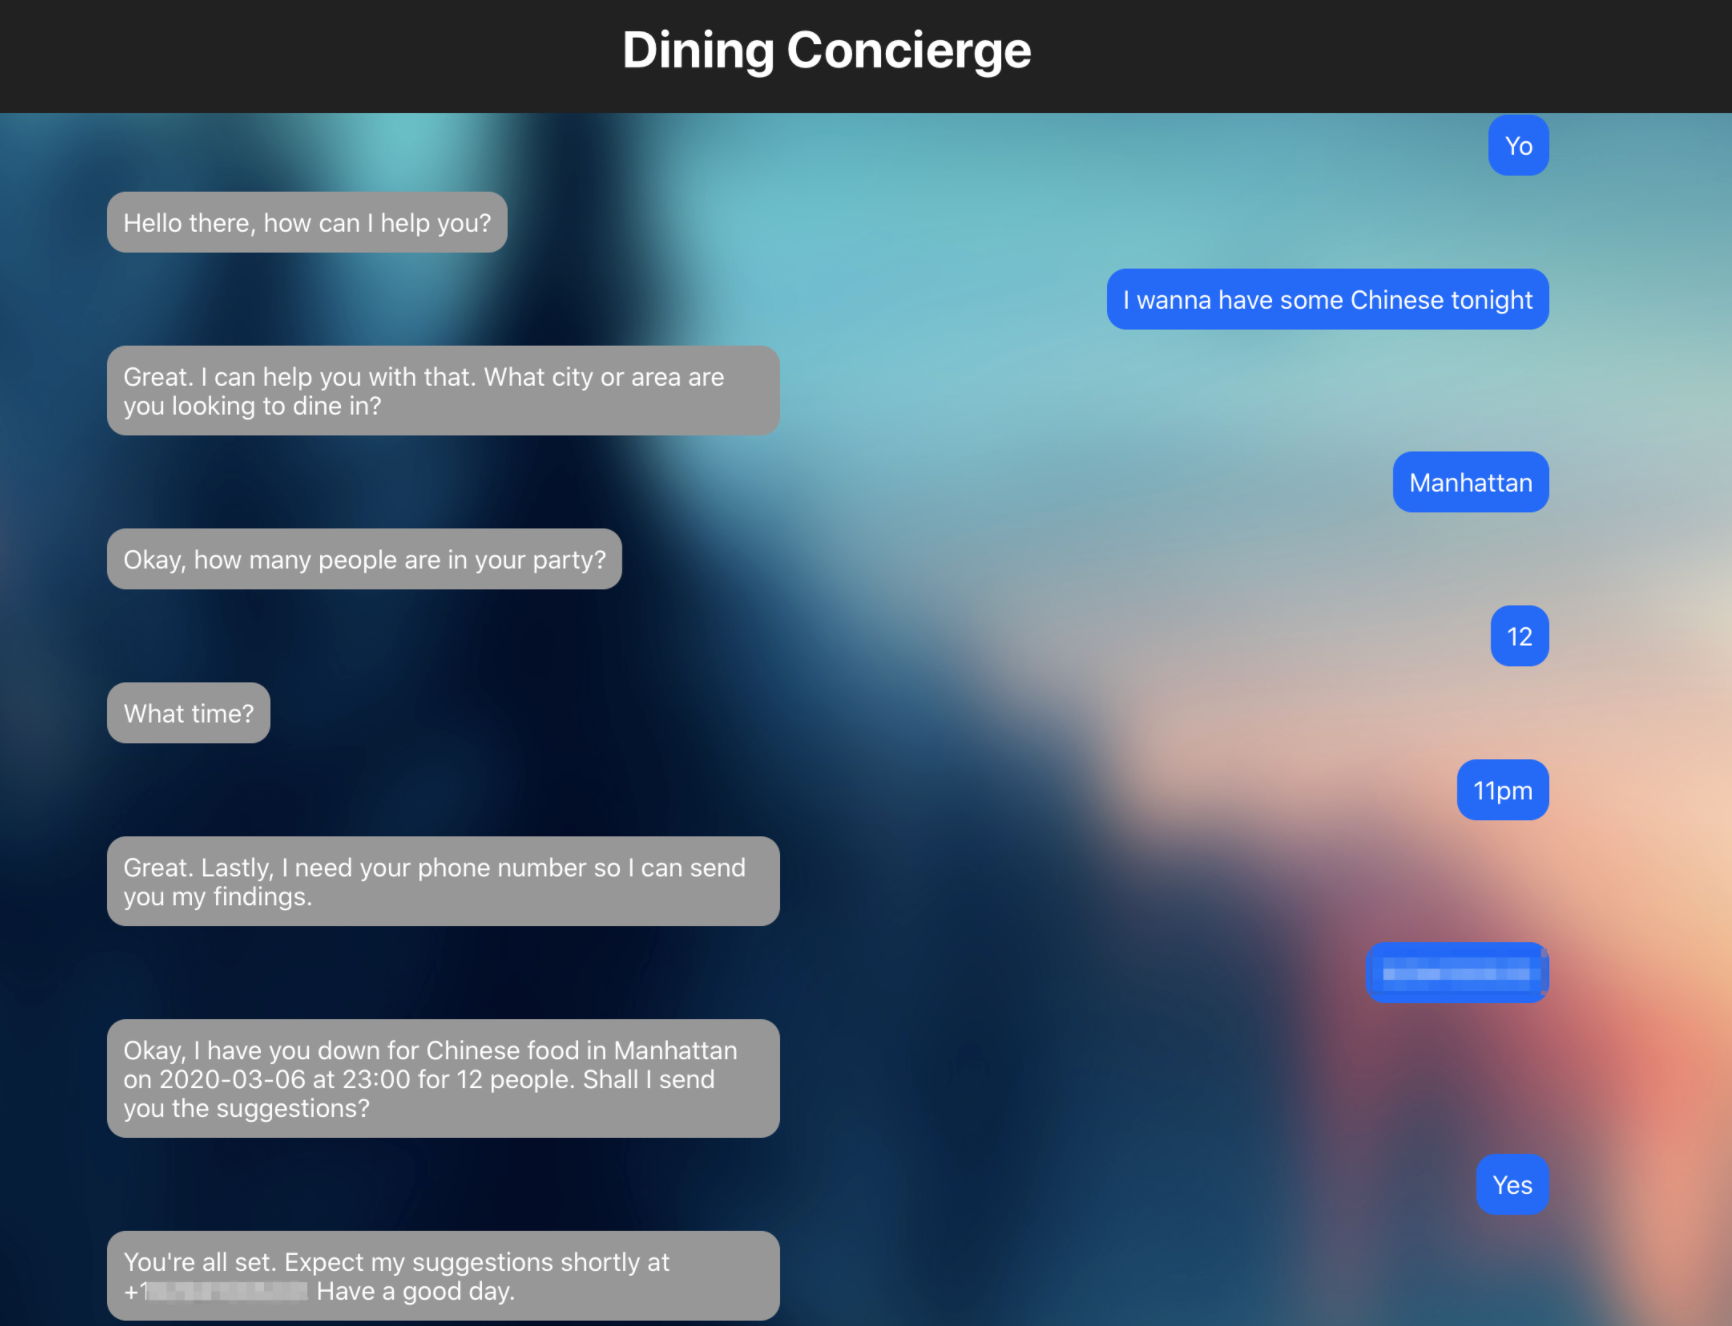 Dining Concierge
Yo
Hello there, how can I help you?
I wanna have some Chinese tonight
Great. I can help you with that. What city or area are
you looking to dine in?
Manhattan
Okay, how many people are in your party?
12
What time?
11pm
Great. Lastly, I need your phone number so I can send
you my findings.
Okay, I have you down for Chinese food in Manhattan
on 2020-03-06 at 23:00 for 12 people. Shall I send
you the suggestions?
Yes
You're all set. Expect my suggestions shortly at
+1 Have a good day.